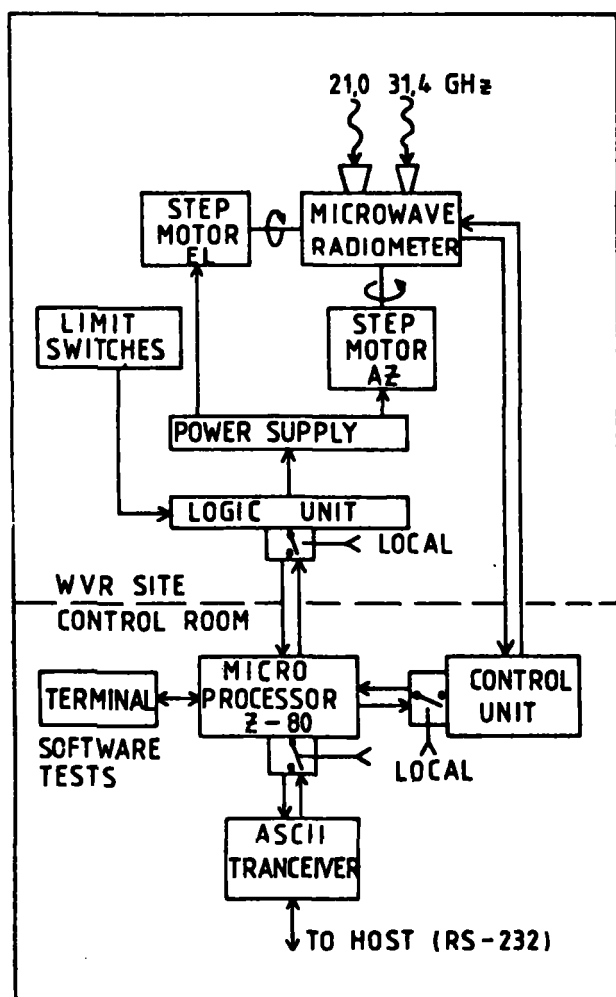 21,0 31,4 GHz
STEP
MOTOR
EL
MICROWAVE
RADIOMETER
LIMIT
SWITCHES
STEP
MOTOR
AZ
POWER SUPPLY
LOGIC UNIT
LOCAL
WVR SITE
CONTROL ROOM
TERMINAL
SOFTWARE
TESTS
MICRO
PROCESSOR
Z-80
CONTROL
UNIT
LOCAL
ASCII
TRANCEIVER
TO HOST (RS-232)